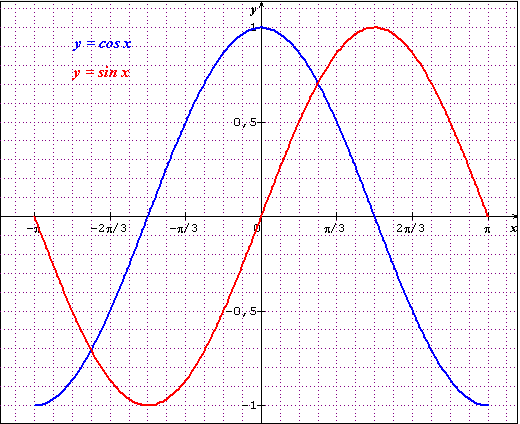 y
1
y = cos x
y = sin x
0,5
-π -2π/3 -π/3 0 π/3 2π/3 π x
-0,5
-1